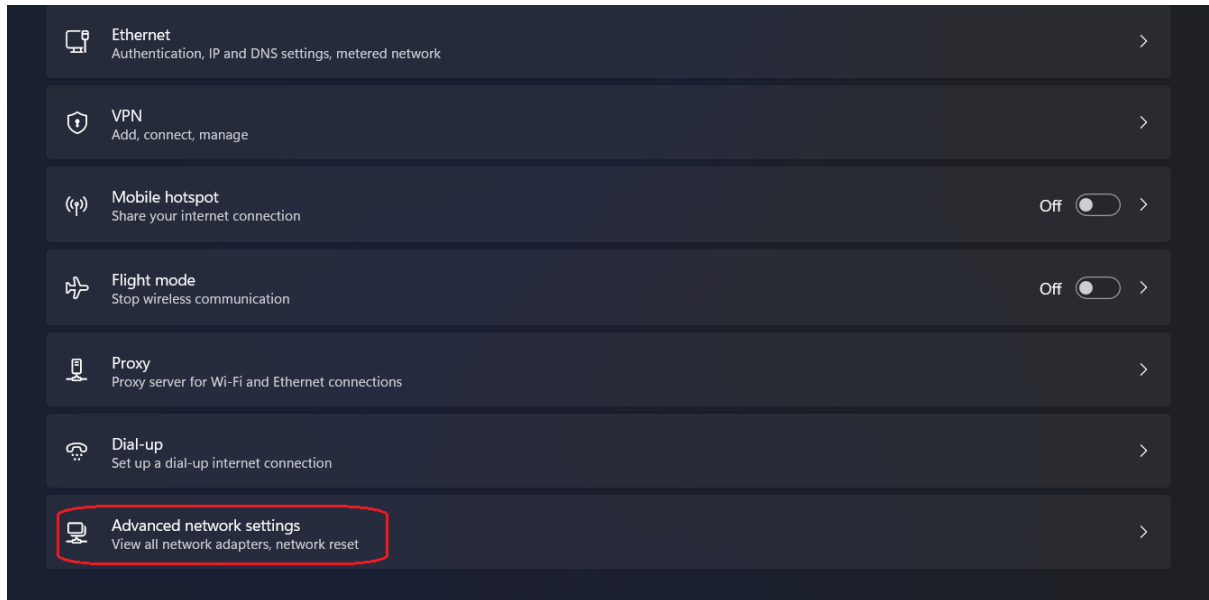 Ethernet
Authentication, IP and DNS settings, metered network
VPN
Add, connect, manage
Mobile hotspot
Share your internet connection
Off
Flight mode
Stop wireless communication
Off
Proxy
Proxy server for Wi-Fi and Ethernet connections
Dial-up
Set up a dial-up internet connection
Advanced network settings
View all network adapters, network reset